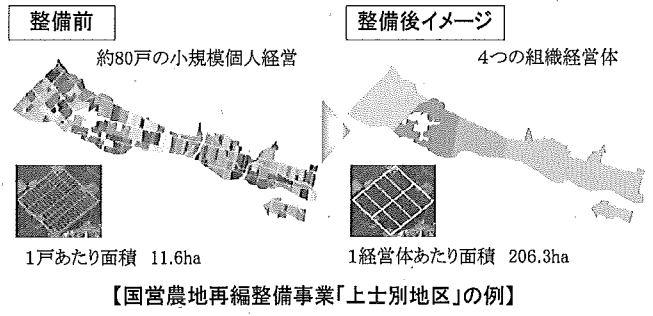 整備前
約80戸の小規模個人経営
1戸あたり面積 11.6ha
整備後イメージ
4つの組織経営体
1経営体あたり面積 206.3ha
【国営農地再編整備事業「上士別地区」の例】